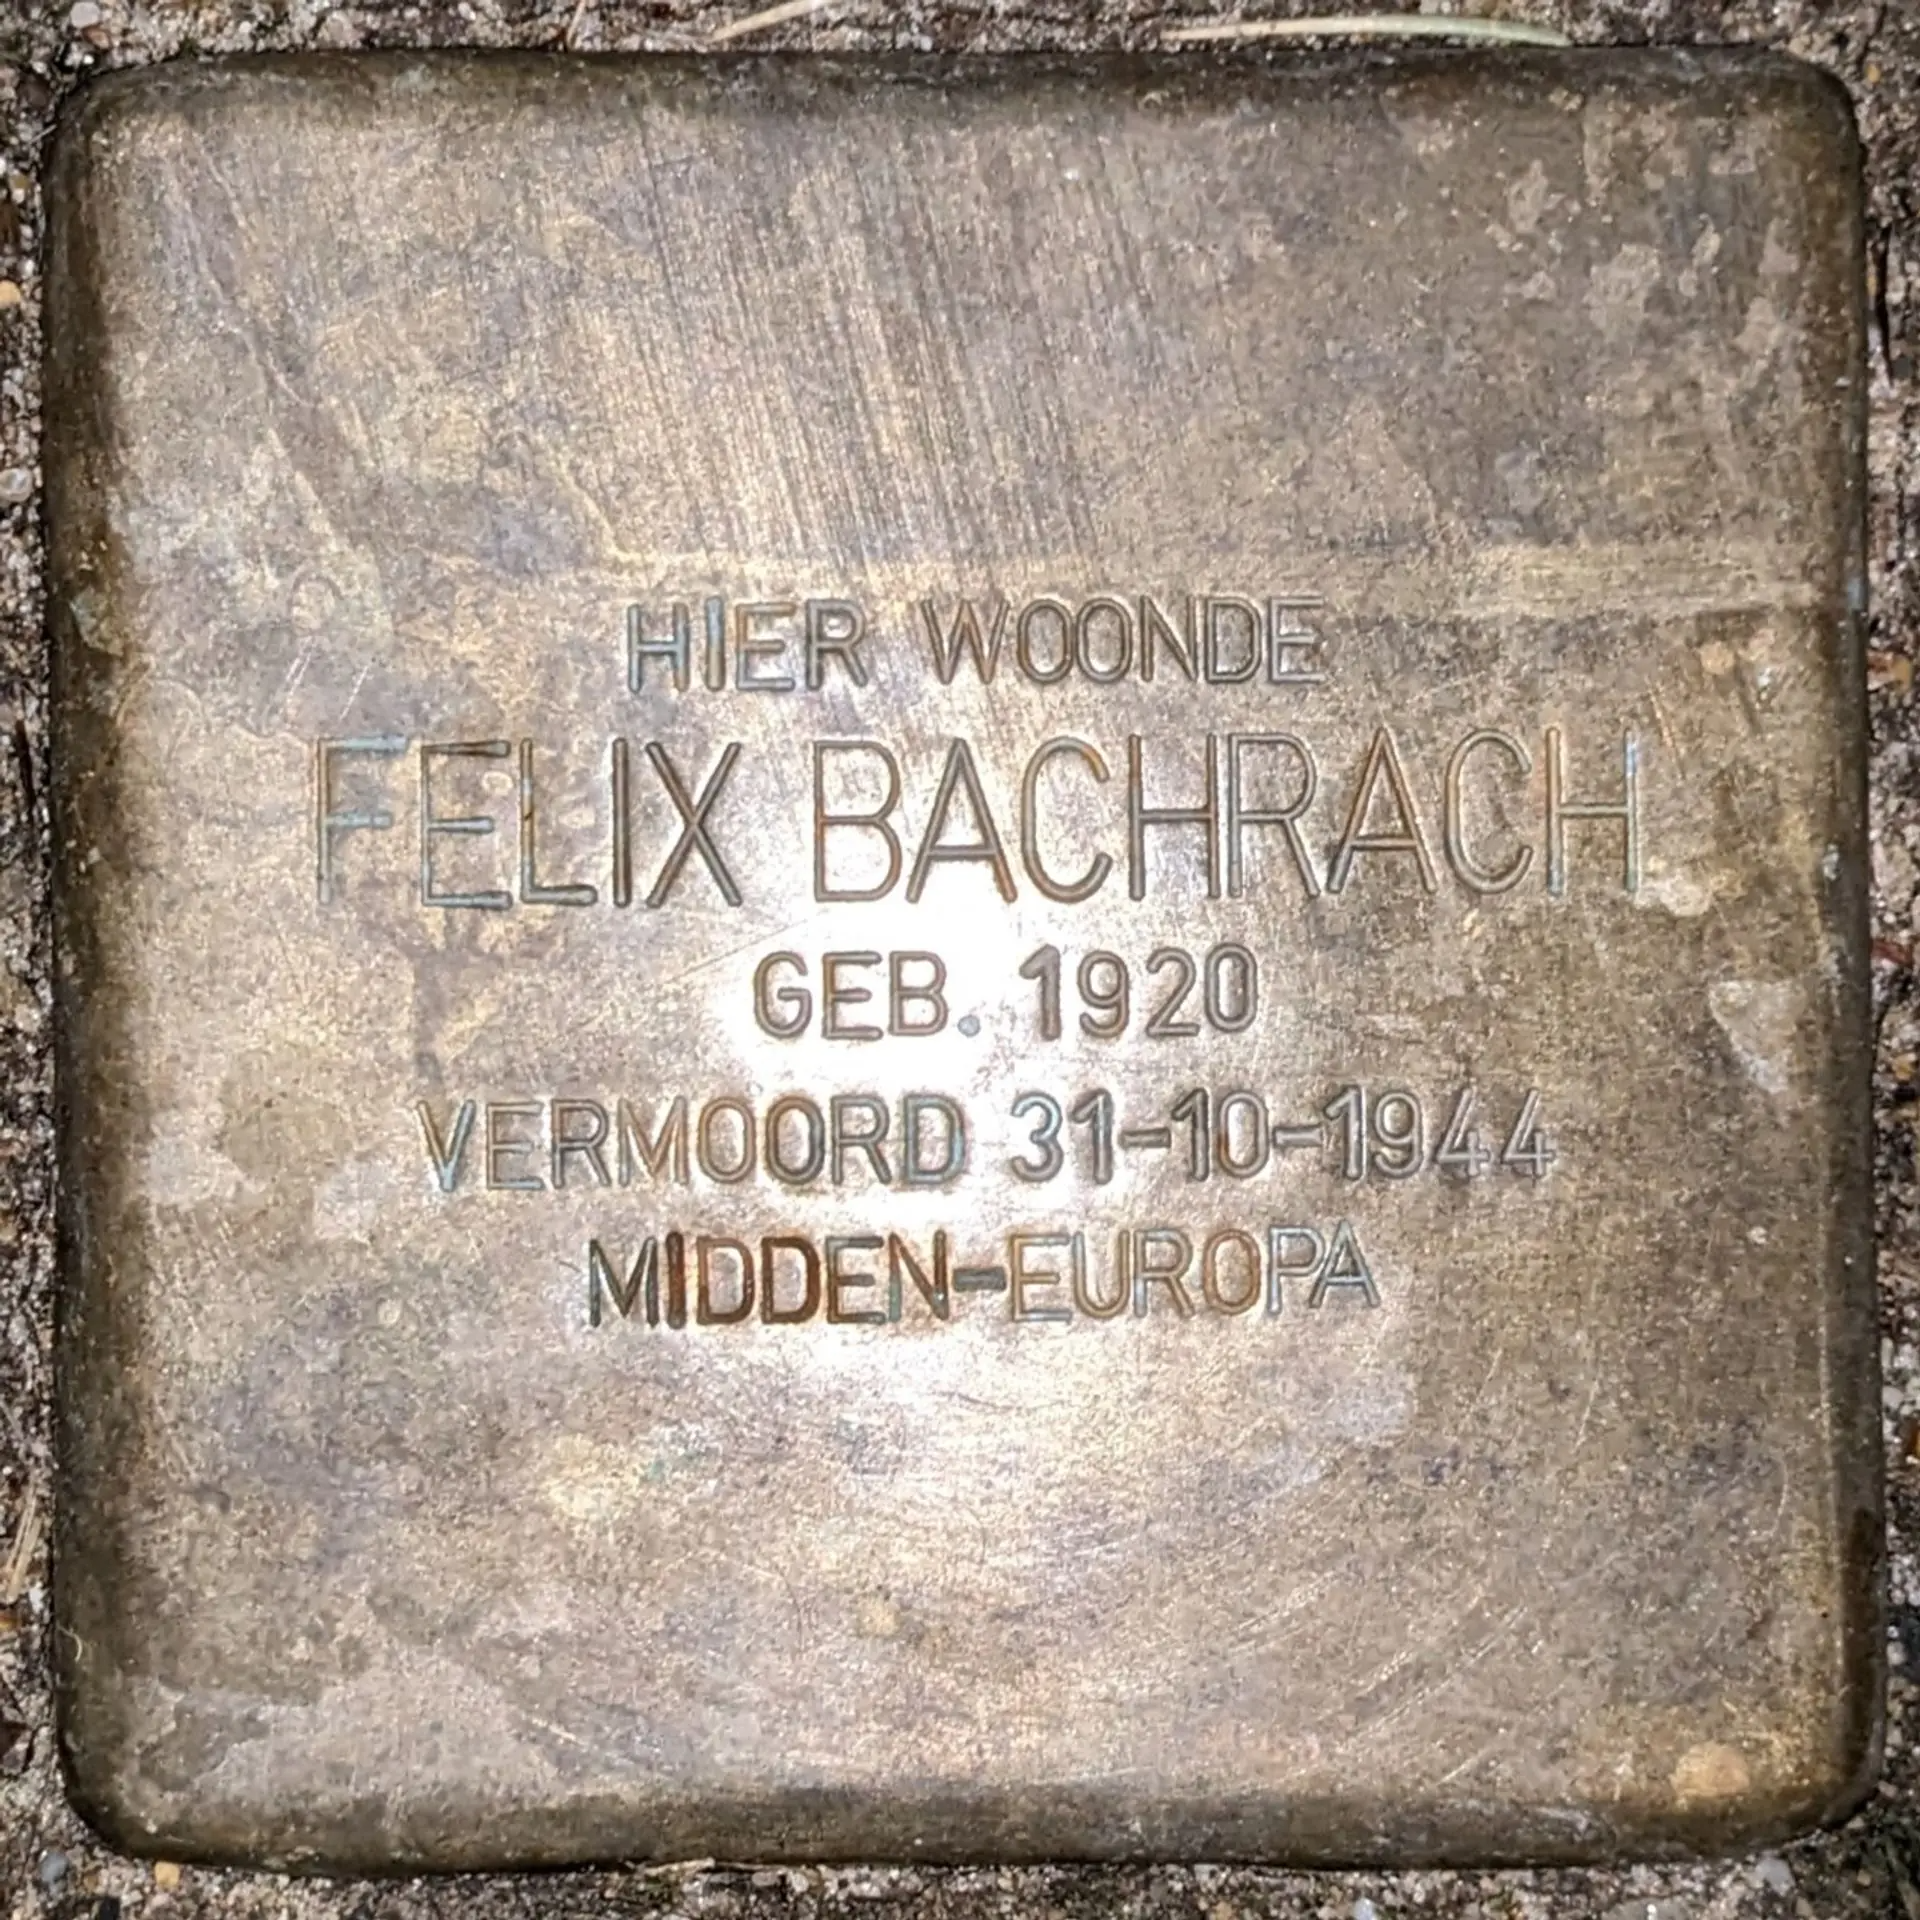 HIER WOONDE
FELIX BACHRACH
GEB. 1920
VERMOORD 31-10-1944
MIDDEN-EUROPA